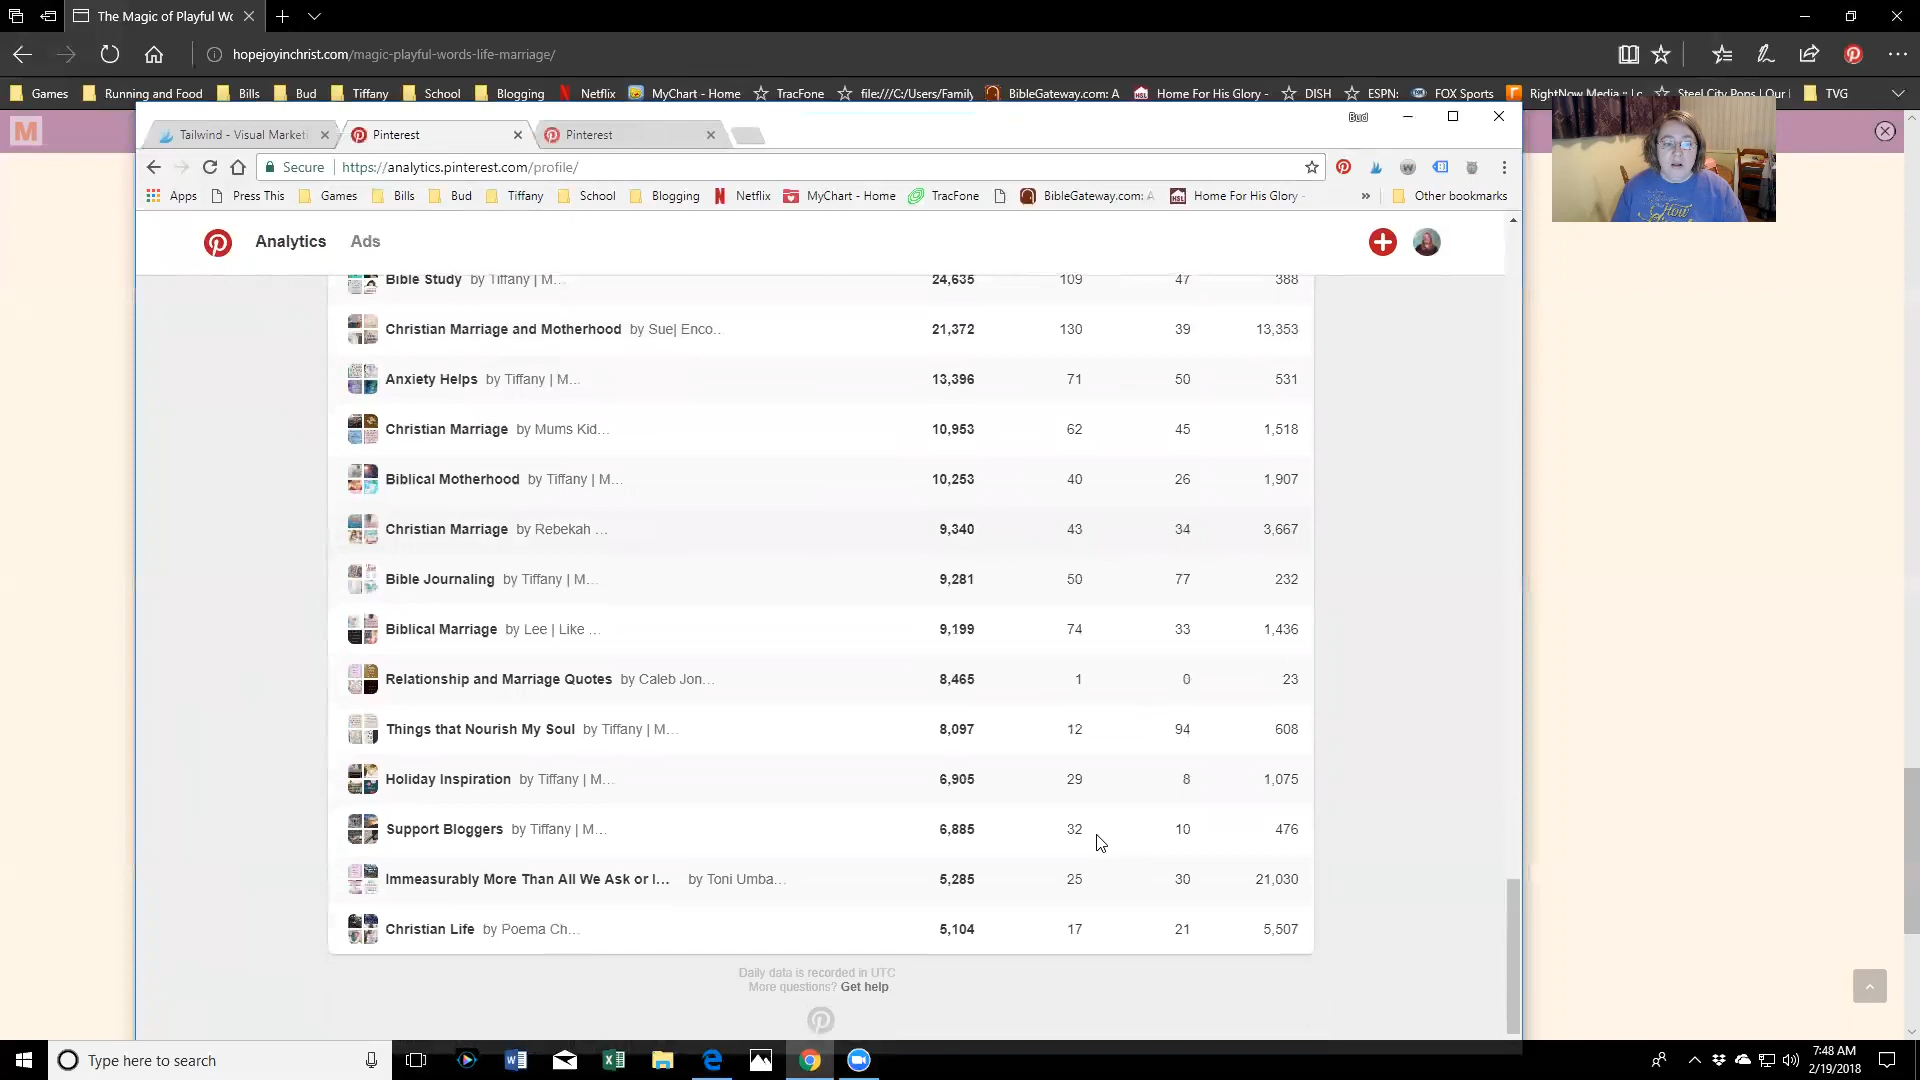 The Magic of Playful Wo
hopejoyinchrist.com/magic-playful-words-life-marriage/
Games Running and Food Bills Bud Tiffany School Blogging Netflix MyChart - Home TracFone file:///C:/Users/Family BibleGateway.com: A Home For His Glory - DISH ESPN: FOX Sports RightNow Media :: Steel City Pops | Our TVG
M
Bud
Tailwind - Visual Marketi Pinterest Pinterest
Secure https://analytics.pinterest.com/profile/
Apps Press This Games Bills Bud Tiffany School Blogging Netflix MyChart - Home TracFone BibleGateway.com: A Home For His Glory - » Other bookmarks
Analytics Ads
Bible Study by Tiffany | M... 24,635 109 47 388
Christian Marriage and Motherhood by Sue| Enco... 21,372 130 39 13,353
Anxiety Helps by Tiffany | M... 13,396 71 50 531
Christian Marriage by Mums Kid... 10,953 62 45 1,518
Biblical Motherhood by Tiffany | M... 10,253 40 26 1,907
Christian Marriage by Rebekah ... 9,340 43 34 3,667
Bible Journaling by Tiffany | M... 9,281 50 77 232
Biblical Marriage by Lee | Like ... 9,199 74 33 1,436
Relationship and Marriage Quotes by Caleb Jon... 8,465 1 0 23
Things that Nourish My Soul by Tiffany | M... 8,097 12 94 608
Holiday Inspiration by Tiffany | M... 6,905 29 8 1,075
Support Bloggers by Tiffany | M... 6,885 32 10 476
Immeasurably More Than All We Ask or I... by Toni Umba... 5,285 25 30 21,030
Christian Life by Poema Ch... 5,104 17 21 5,507
Daily data is recorded in UTC
More questions? Get help
Type here to search
7:48 AM
2/19/2018